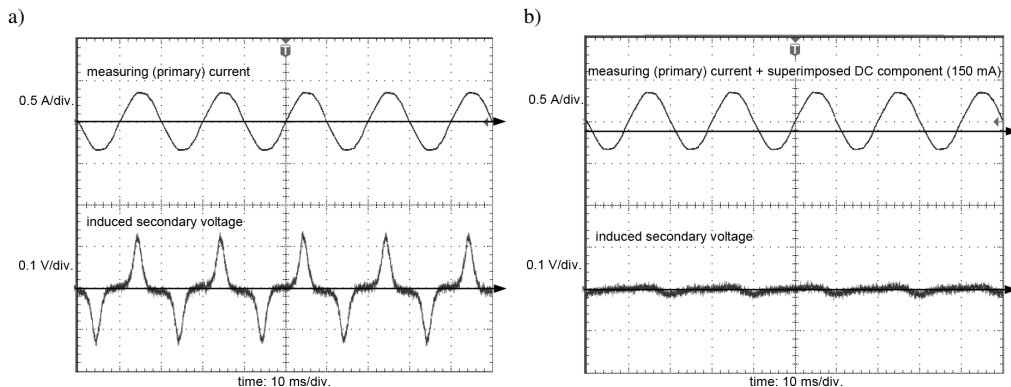 a)
T
measuring (primary) current
0.5 A/div.
induced secondary voltage
0.1 V/div.
time: 10 ms/div.
b)
T
measuring (primary) current + superimposed DC component (150 mA)
0.5 A/div.
induced secondary voltage
0.1 V/div.
time: 10 ms/div.